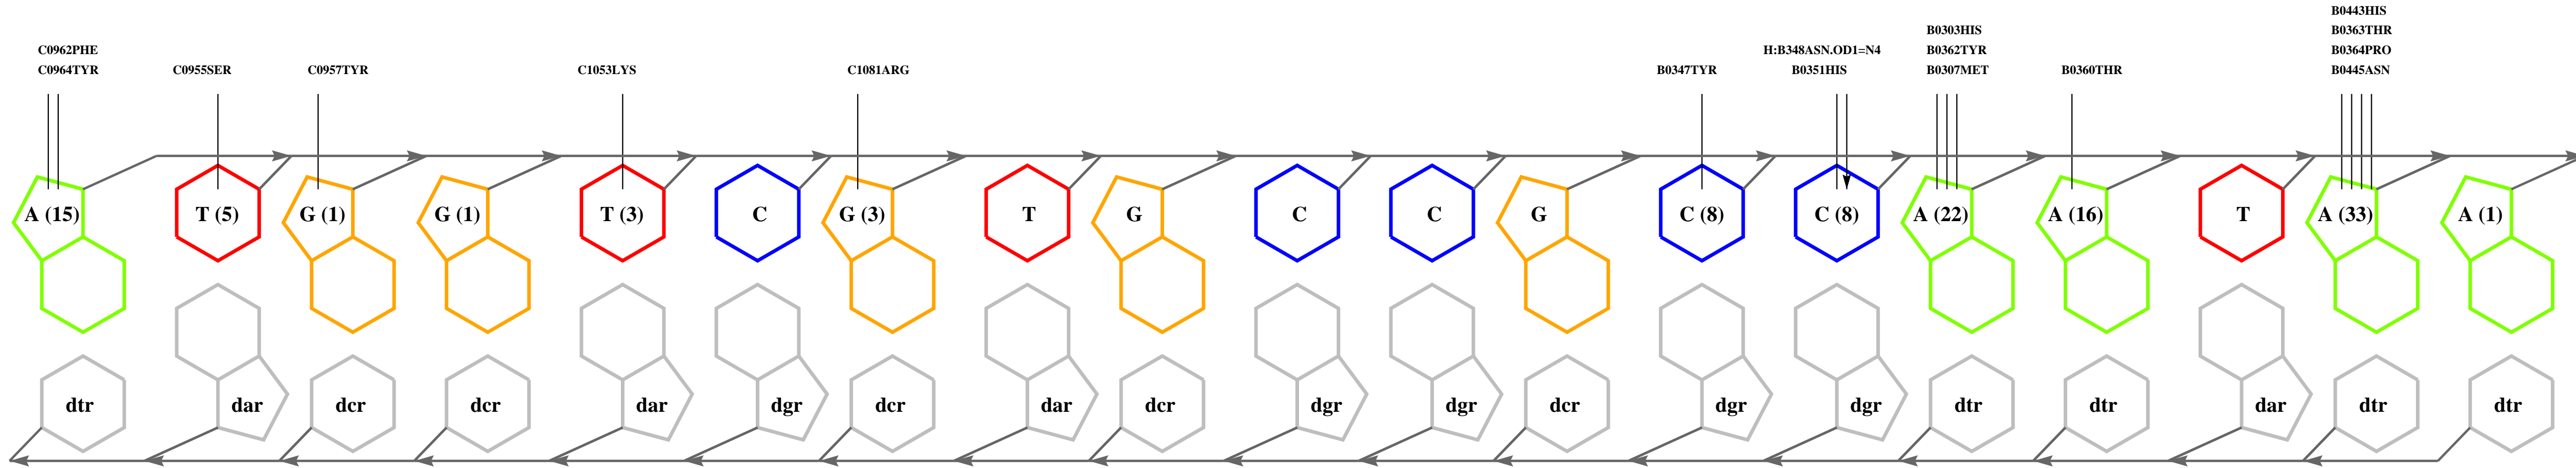 B0443HIS
B0303HIS B0363THR
C0962PHE H:B348ASN.OD1=N4 B0362TYR B0364PRO
C0964TYR C0955SER C0957TYR C1053LYS C1081ARG B0347TYR B0351HIS B0307MET B0360THR B0445ASN
A (15) T (5) G (1) G (1) T (3) C G (3) T G C C G C (8) C (8) A (22) A (16) T A (33) A (1)
dtr dar dcr dcr dar dgr dcr dar dcr dgr dgr dcr dgr dgr dtr dtr dar dtr dtr